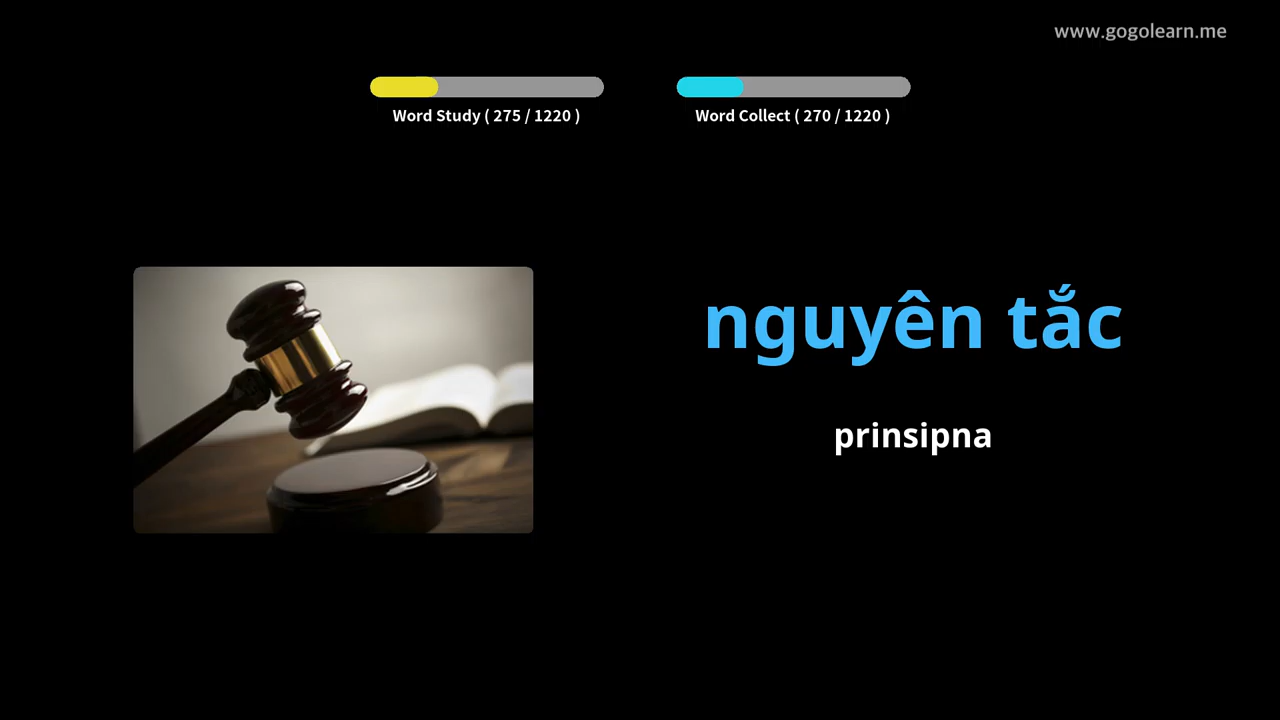 www.gogolearn.me
Word Study ( 275 / 1220 )
Word Collect ( 270 / 1220 )
nguyên tắc
prinsipna